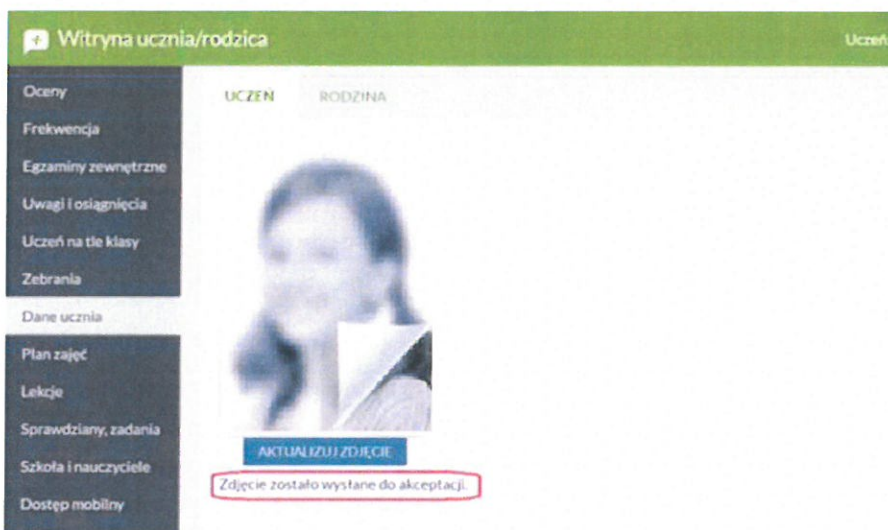 Witryna ucznia/rodzica
Uczeń
Oceny
Frekwencja
Egzaminy zewnętrzne
Uwagi i osiągnięcia
Uczeń na tle klasy
Zebrania
Dane ucznia
Plan zajęć
Lekcje
Sprawdziany, zadania
Szkoła i nauczyciele
Dostęp mobilny
UCZEŃ RODZINA
AKTUALIZUJ ZDJĘCIE
Zdjęcie zostało wysłane do akceptacji.